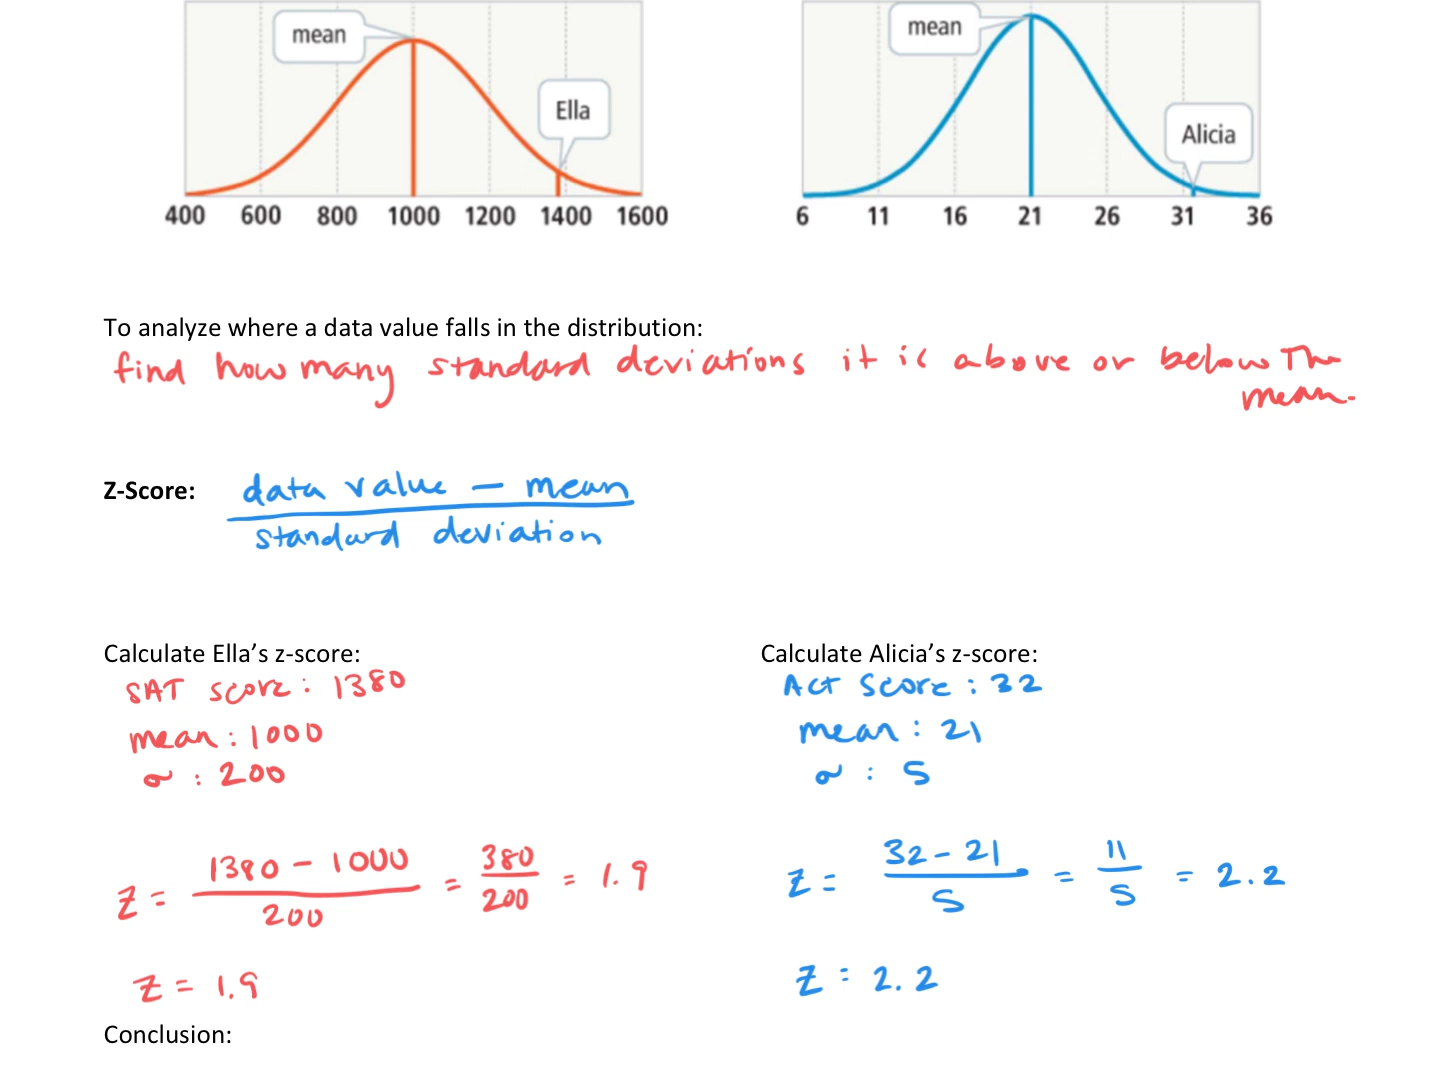 mean
Ella
400 600 800 1000 1200 1400 1600
mean
Alicia
6 11 16 21 26 31 36
To analyze where a data value falls in the distribution:
find how many standard deviations it is above or below The
mean.
Z-Score: data value - mean
standard deviation
Calculate Ella's z-score:
SAT score: 1380
mean: 1000
σ: 200
z = 1380 - 1000 / 200 = 380 / 200 = 1.9
z = 1.9
Calculate Alicia's z-score:
ACT Score: 32
mean: 21
σ: 5
z = 32 - 21 / 5 = 11 / 5 = 2.2
z = 2.2
Conclusion: